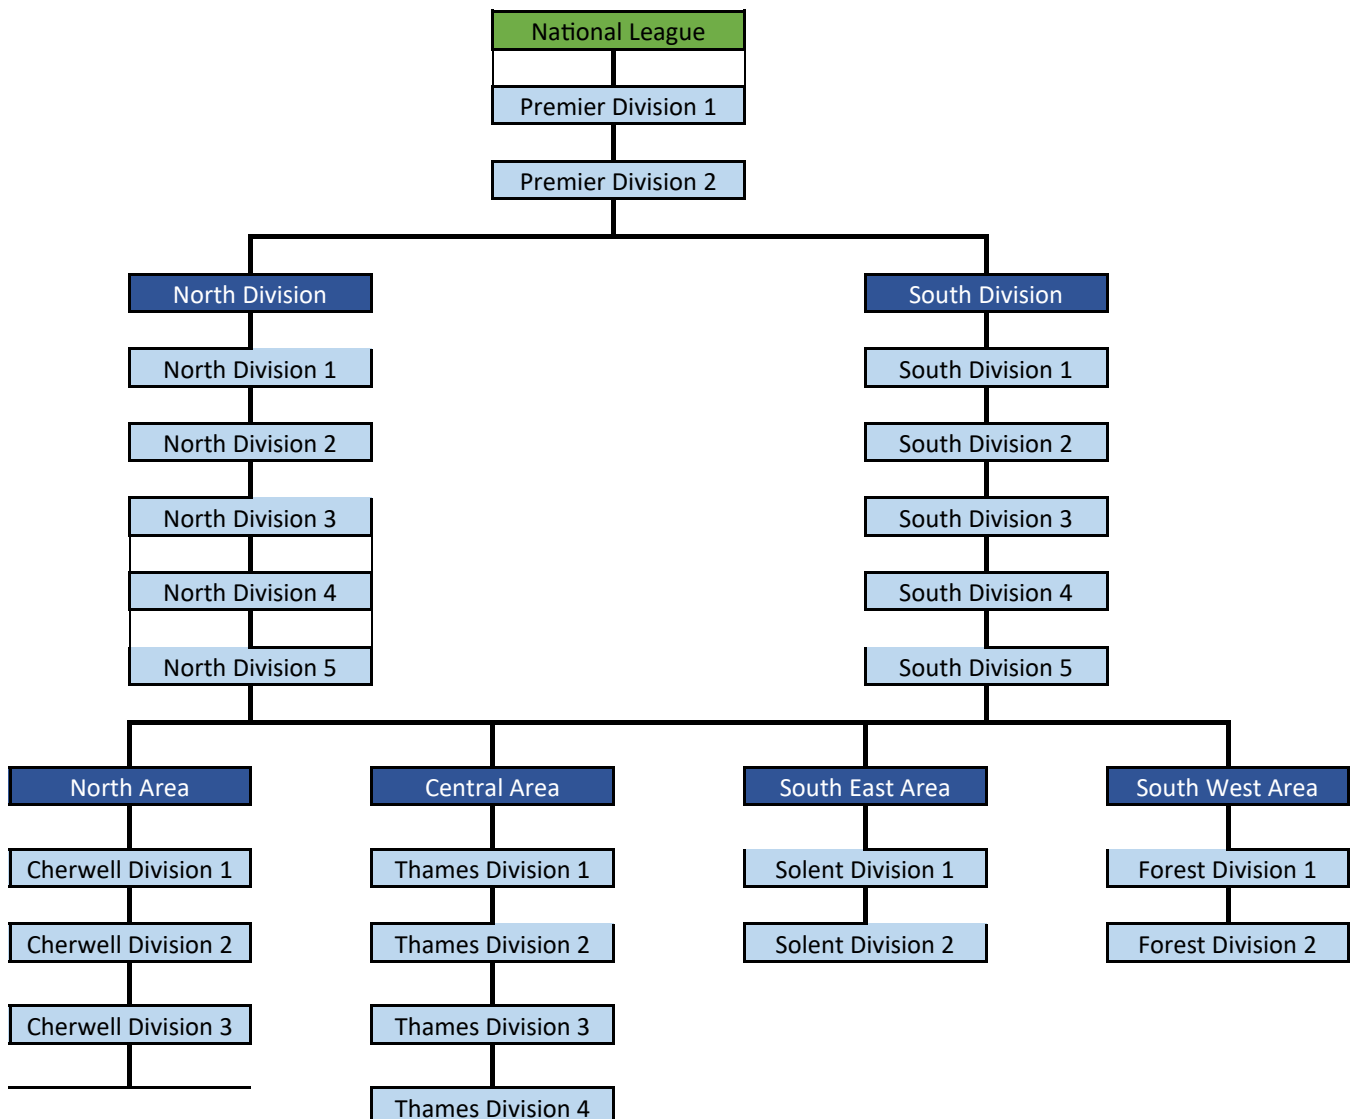 National League
Premier Division 1
Premier Division 2
North Division
South Division
North Division 1
South Division 1
North Division 2
South Division 2
North Division 3
South Division 3
North Division 4
South Division 4
North Division 5
South Division 5
North Area
Central Area
South East Area
South West Area
Cherwell Division 1
Thames Division 1
Solent Division 1
Forest Division 1
Cherwell Division 2
Thames Division 2
Solent Division 2
Forest Division 2
Cherwell Division 3
Thames Division 3
Thames Division 4